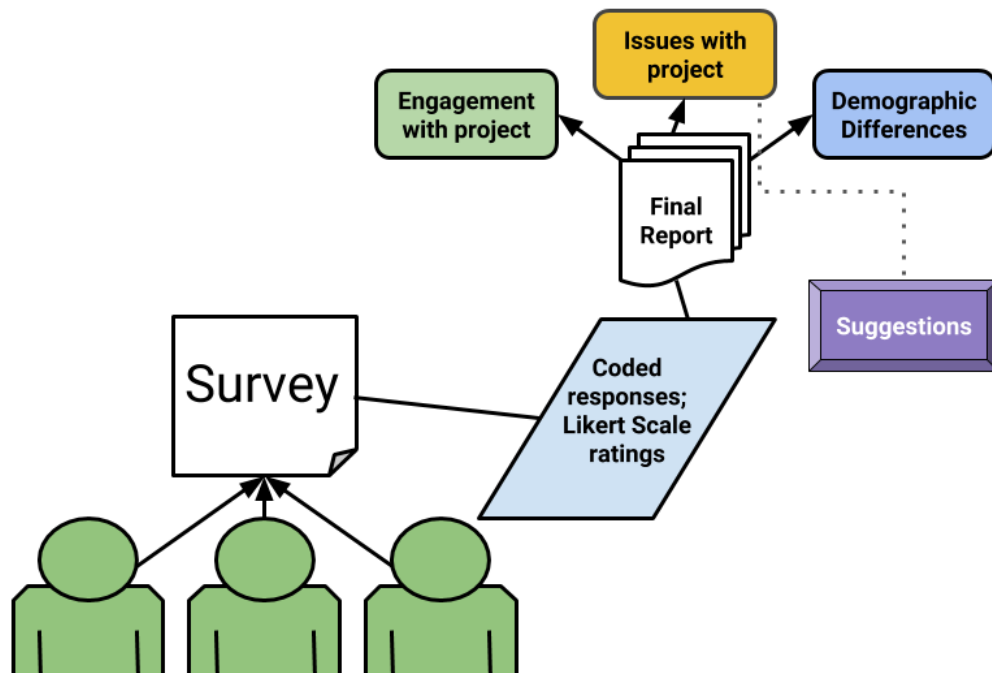 Issues with
project
Engagement
with project
Demographic
Differences
Final
Report
Suggestions
Survey
Coded
responses;
Likert Scale
ratings